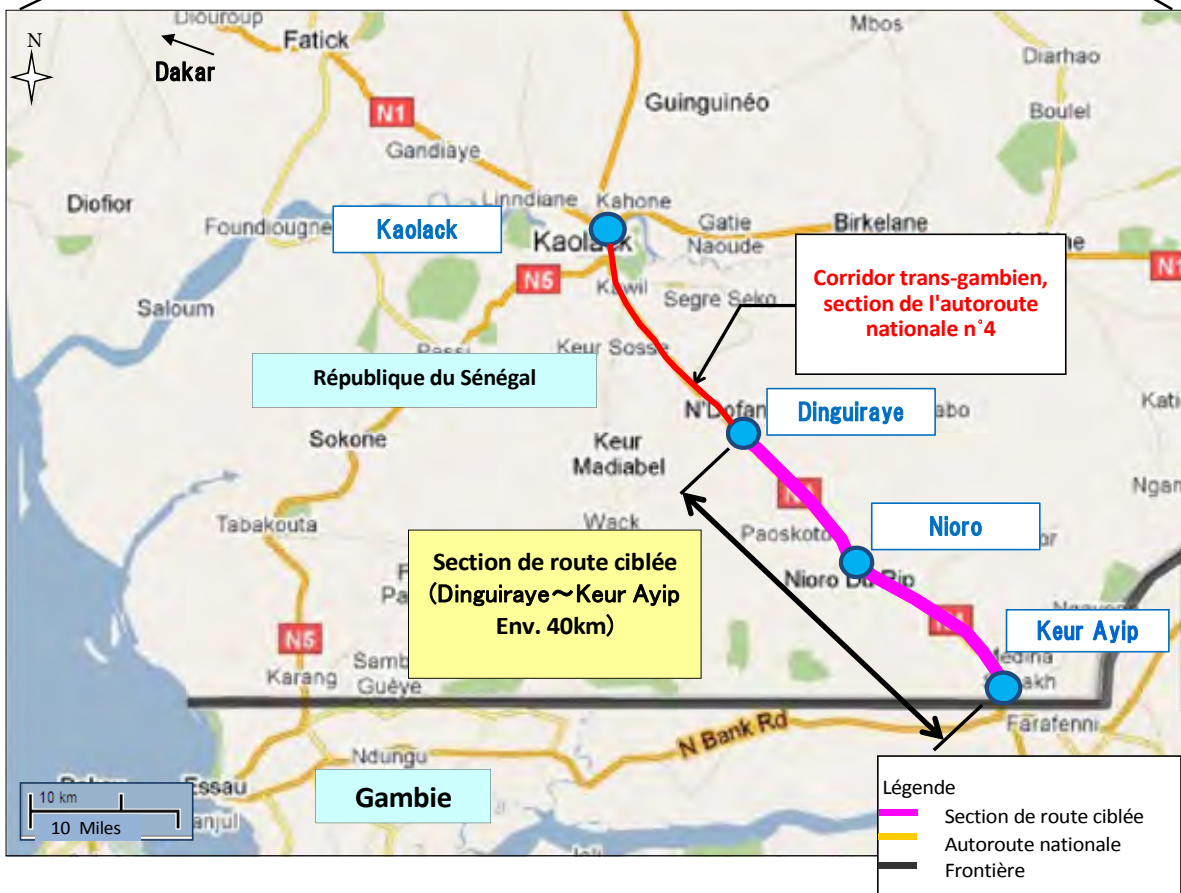 Diouroup
Mbos
N
Fatick
Diarhao
Dakar
Guinguinéo
N1
Boulel
Gandiaye
Diofior
Linndiane
Kahone
Foundiougne
Kaolack
Gatie
Naoude
Birkelane
Kaolack
N5
N1
Corridor trans-gambien,
section de l'autoroute
nationale n°4
Segre Seko
Saloum
Keur Sosse
République du Sénégal
Dinguiraye
Sokone
Keur
Madiabel
Tabakouta
Wack
Paoskoto
Nioro
Section de route ciblée
(Dinguiraye～Keur Ayip
Env. 40km)
Nioro Du Rip
N5
Keur Ayip
Karang
Guèye
Farafenni
N Bank Rd
Ndungu
Essau
Gambie
10 km
10 Miles
Légende
Section de route ciblée
Autoroute nationale
Frontière